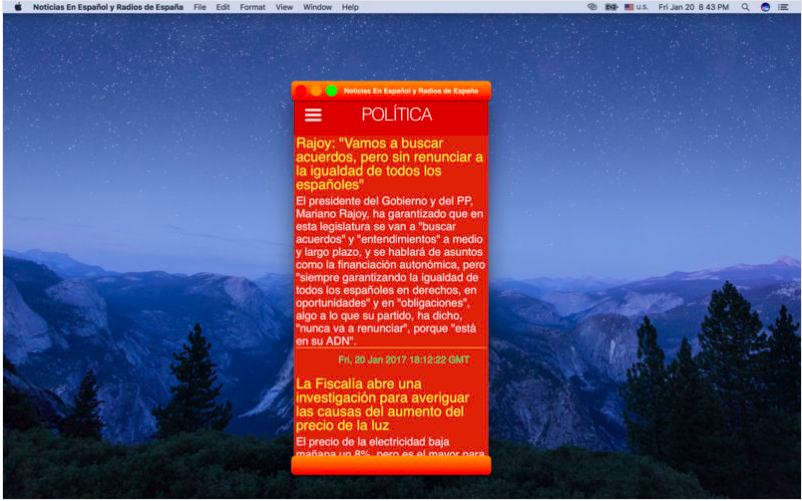 Noticias En Español y Radios de España File Edit Format View Window Help U.S. Fri Jan 20 8 43 PM
Noticias En Español y Radios de España
POLÍTICA
Rajoy: "Vamos a buscar
acuerdos, pero sin renunciar a
la igualdad de todos los
españoles"
El presidente del Gobierno y del PP,
Mariano Rajoy, ha garantizado que en
esta legislatura se van a "buscar
acuerdos" y "entendimientos" a medio
y largo plazo, y se hablará de asuntos
como la financiación autonómica, pero
"siempre garantizando la igualdad de
todos los españoles en derechos, en
oportunidades" y en "obligaciones",
algo a lo que su partido, ha dicho,
"nunca va a renunciar", porque "está
en su ADN".
Fri, 20 Jan 2017 18:12:22 GMT
La Fiscalía abre una
investigación para averiguar
las causas del aumento del
precio de la luz
El precio de la electricidad baja
mañana un 8%, pero es el mayor para